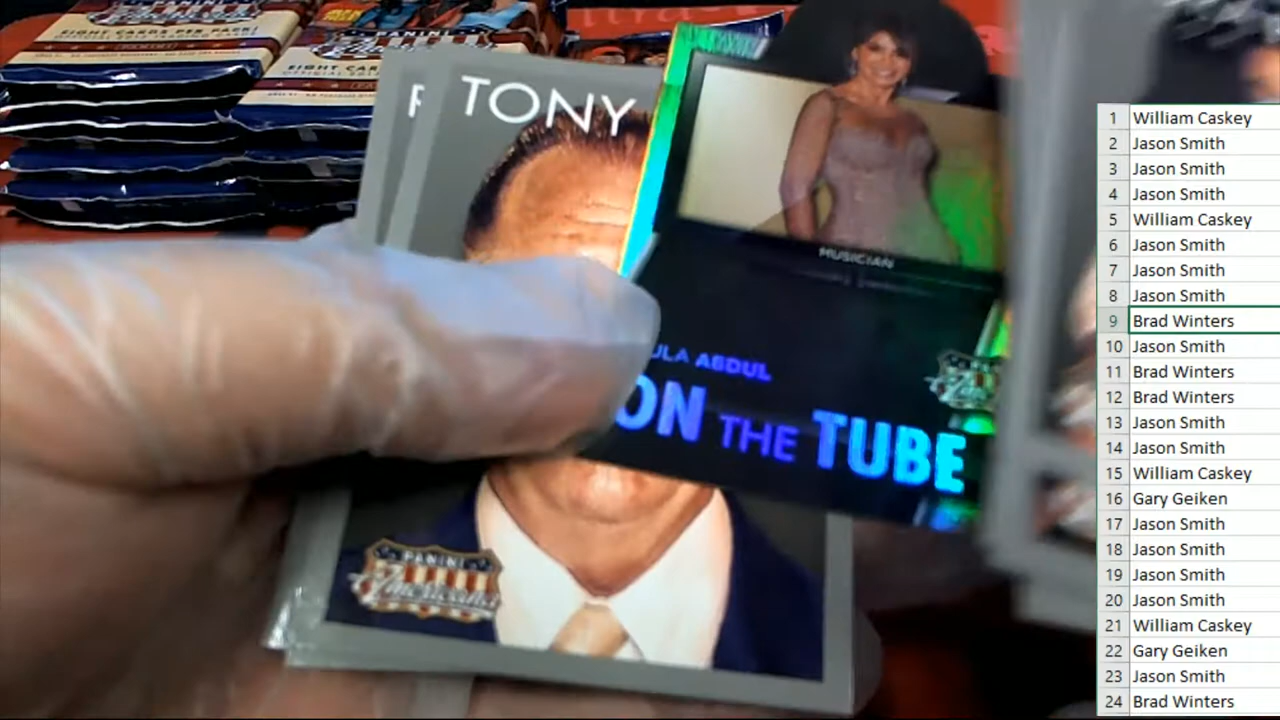 EIGHT CARDS PER PACK!
PANINI
EIGHT CAR
PANINI
F
TONY
MUSICIAN
ULA ABDUL
ON THE TUBE
PANINI
Americana
1 William Caskey
2 Jason Smith
3 Jason Smith
4 Jason Smith
5 William Caskey
6 Jason Smith
7 Jason Smith
8 Jason Smith
9 Brad Winters
10 Jason Smith
11 Brad Winters
12 Brad Winters
13 Jason Smith
14 Jason Smith
15 William Caskey
16 Gary Geiken
17 Jason Smith
18 Jason Smith
19 Jason Smith
20 Jason Smith
21 William Caskey
22 Gary Geiken
23 Jason Smith
24 Brad Winters